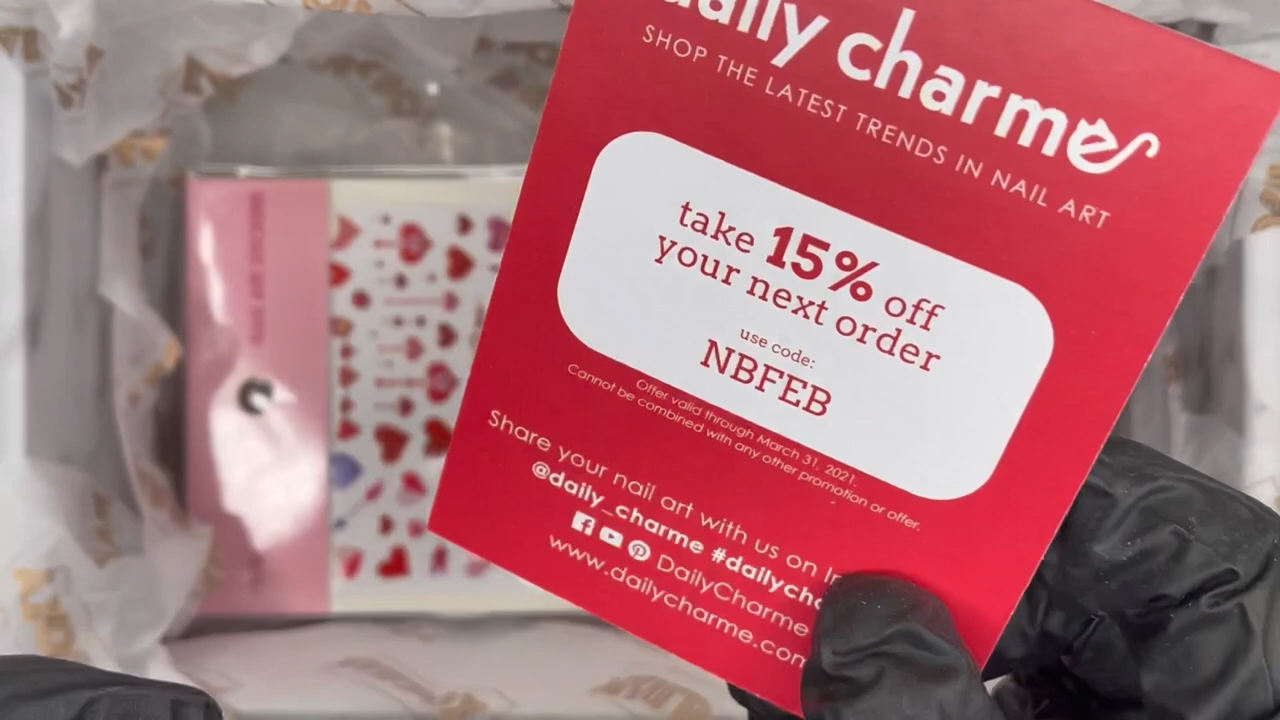 daily charme
SHOP THE LATEST TRENDS IN NAIL ART
take 15% off
your next order
use code:
NBFEB
Offer valid through March 31, 2021.
Cannot be combined with any other promotion or offer.
Share your nail art with us on
@daily_charme #dailycha
DailyCharme
www.dailycharme.com